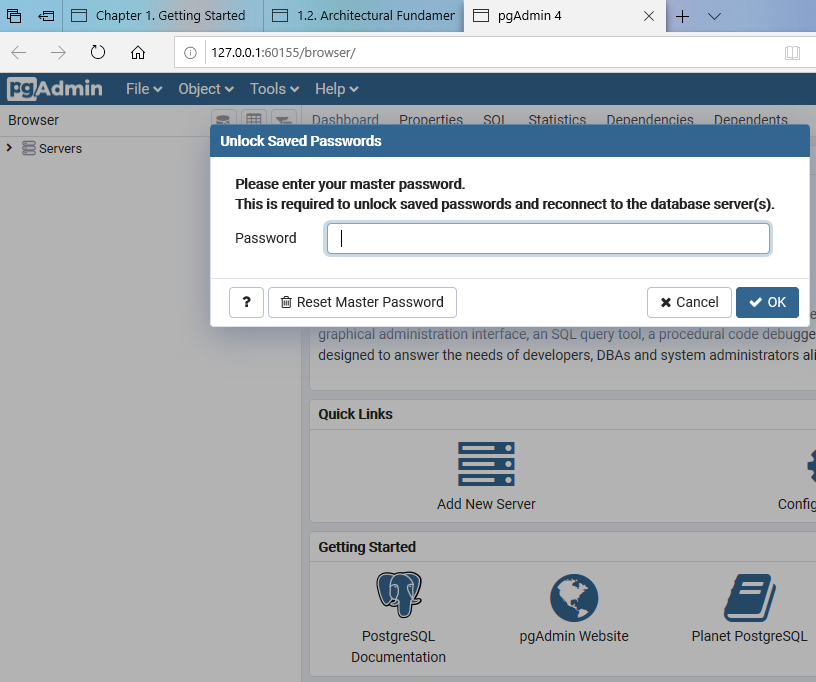 Chapter 1. Getting Started
1.2. Architectural Fundamer
pgAdmin 4
127.0.0.1:60155/browser/
pgAdmin File Object Tools Help
Browser
Dashboard Properties SQL Statistics Dependencies Dependents
Servers
Unlock Saved Passwords
Please enter your master password.
This is required to unlock saved passwords and reconnect to the database server(s).
Password
? Reset Master Password Cancel OK
graphical administration interface, an SQL query tool, a procedural code debugge
designed to answer the needs of developers, DBAs and system administrators ali
Quick Links
Add New Server
Config
Getting Started
PostgreSQL
Documentation
pgAdmin Website
Planet PostgreSQL